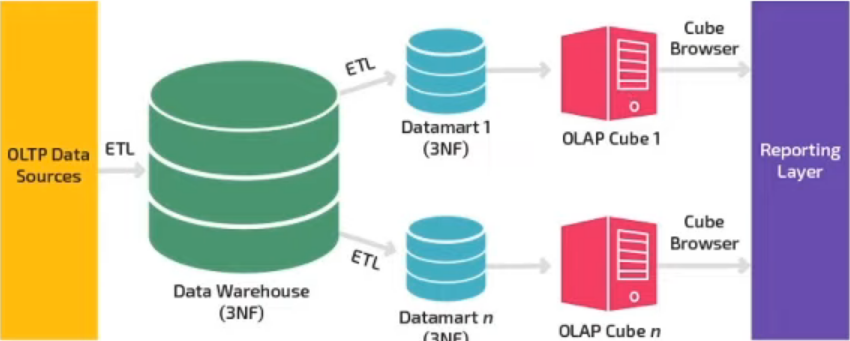 OLTP Data
Sources
ETL
Data Warehouse
(3NF)
ETL
ETL
Datamart 1
(3NF)
Datamart n
(3NF)
OLAP Cube 1
OLAP Cube n
Cube
Browser
Cube
Browser
Reporting
Layer